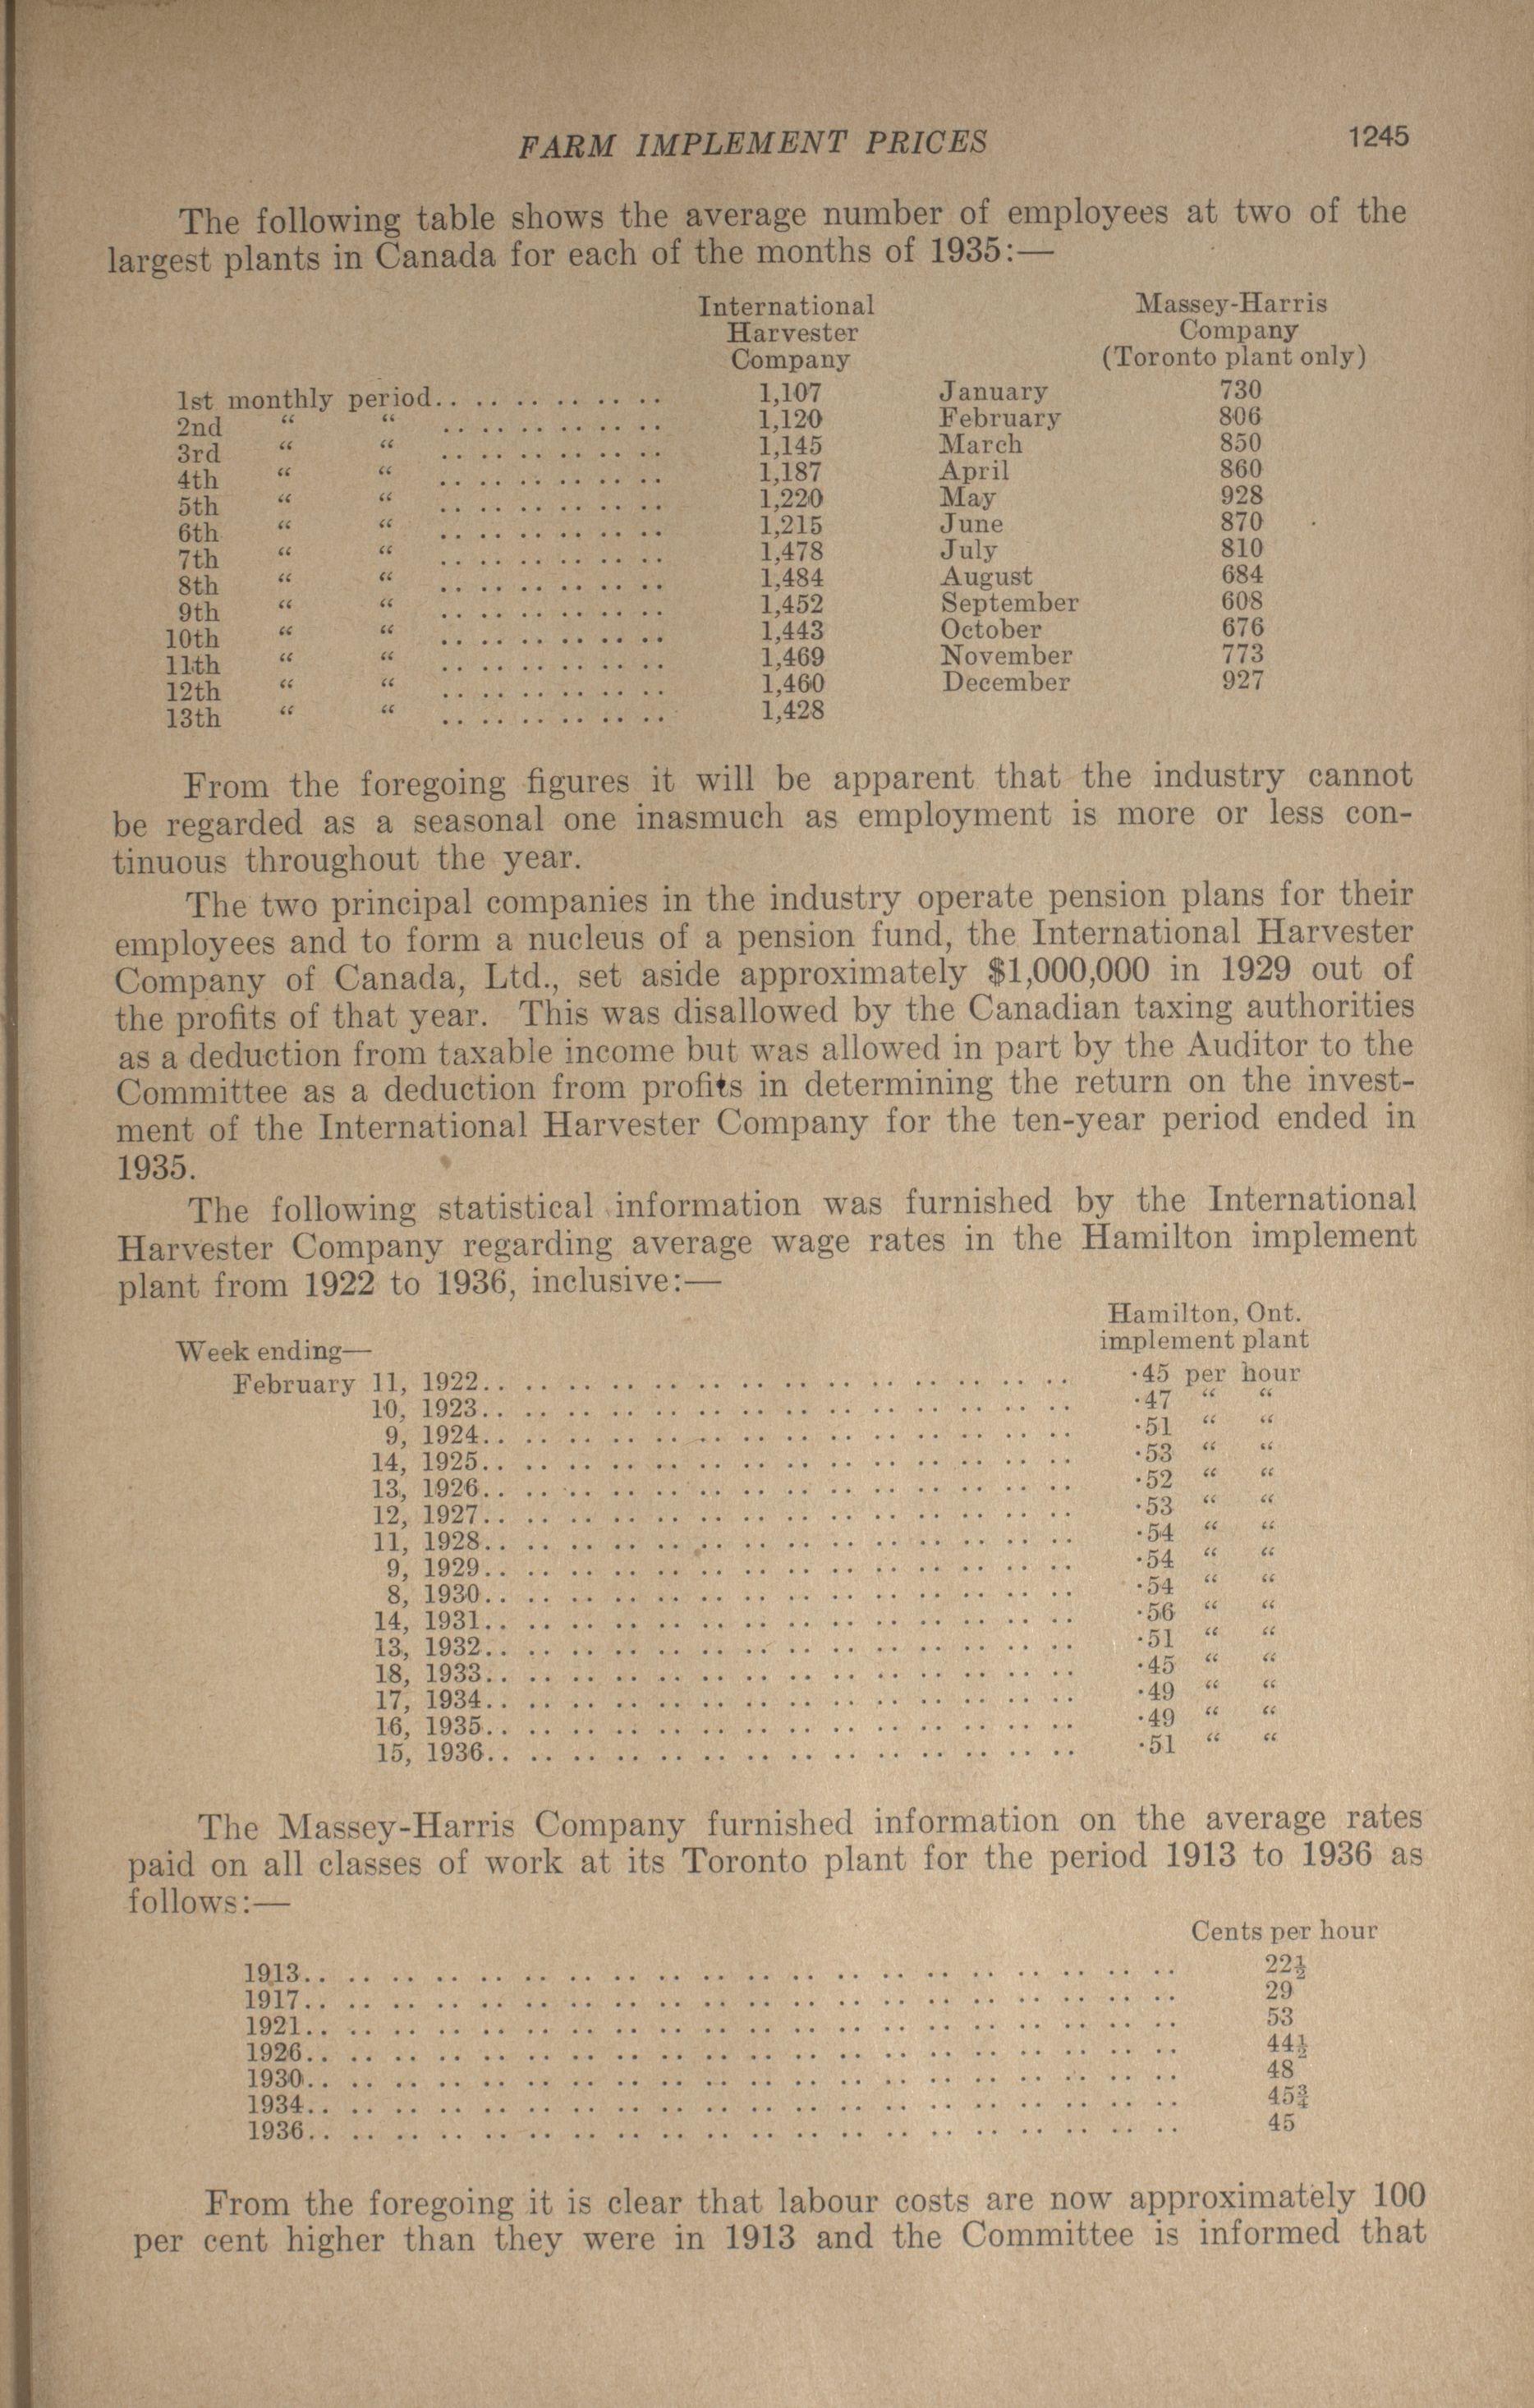 FARM IMPLEMENT PRICES 1245
The following table shows the average number of employees at two of the
largest plants in Canada for each of the months of 1935:—
International Massey-Harris
Harvester Company
Company (Toronto plant only)
1st monthly period.. .. .. .. .. .. 1,107 January 730
2nd “ “ .. .. .. .. .. .. 1,120 February 806
3rd “ “ .. .. .. .. .. .. 1,145 March 850
4th “ “ .. .. .. .. .. .. 1,187 April 860
5th “ “ .. .. .. .. .. .. 1,220 May 928
6th “ “ .. .. .. .. .. .. 1,215 June 870
7th “ “ .. .. .. .. .. .. 1,478 July 810
8th “ “ .. .. .. .. .. .. 1,484 August 684
9th “ “ .. .. .. .. .. .. 1,452 September 608
10th “ “ .. .. .. .. .. .. 1,443 October 676
11th “ “ .. .. .. .. .. .. 1,469 November 773
12th “ “ .. .. .. .. .. .. 1,460 December 927
13th “ “ .. .. .. .. .. .. 1,428
From the foregoing figures it will be apparent that the industry cannot
be regarded as a seasonal one inasmuch as employment is more or less con-
tinuous throughout the year.
The two principal companies in the industry operate pension plans for their
employees and to form a nucleus of a pension fund, the International Harvester
Company of Canada, Ltd., set aside approximately $1,000,000 in 1929 out of
the profits of that year. This was disallowed by the Canadian taxing authorities
as a deduction from taxable income but was allowed in part by the Auditor to the
Committee as a deduction from profits in determining the return on the invest-
ment of the International Harvester Company for the ten-year period ended in
1935.
The following statistical information was furnished by the International
Harvester Company regarding average wage rates in the Hamilton implement
plant from 1922 to 1936, inclusive:—
Hamilton, Ont.
Week ending— implement plant
February 11, 1922.. .. .. .. .. .. .. .. .. .. .. .. .. .. ·45 per hour
10, 1923.. .. .. .. .. .. .. .. .. .. .. .. .. .. ·47 “ “
9, 1924.. .. .. .. .. .. .. .. .. .. .. .. .. .. ·51 “ “
14, 1925.. .. .. .. .. .. .. .. .. .. .. .. .. .. ·53 “ “
13, 1926.. .. .. .. .. .. .. .. .. .. .. .. .. .. ·52 “ “
12, 1927.. .. .. .. .. .. .. .. .. .. .. .. .. .. ·53 “ “
11, 1928.. .. .. .. .. .. .. .. .. .. .. .. .. .. ·54 “ “
9, 1929.. .. .. .. .. .. .. .. .. .. .. .. .. .. ·54 “ “
8, 1930.. .. .. .. .. .. .. .. .. .. .. .. .. .. ·54 “ “
14, 1931.. .. .. .. .. .. .. .. .. .. .. .. .. .. ·56 “ “
13, 1932.. .. .. .. .. .. .. .. .. .. .. .. .. .. ·51 “ “
18, 1933.. .. .. .. .. .. .. .. .. .. .. .. .. .. ·45 “ “
17, 1934.. .. .. .. .. .. .. .. .. .. .. .. .. .. ·49 “ “
16, 1935.. .. .. .. .. .. .. .. .. .. .. .. .. .. ·49 “ “
15, 1936.. .. .. .. .. .. .. .. .. .. .. .. .. .. ·51 “ “
The Massey-Harris Company furnished information on the average rates
paid on all classes of work at its Toronto plant for the period 1913 to 1936 as
follows:—
Cents per hour
1913.. .. .. .. .. .. .. .. .. .. .. .. .. .. .. .. .. .. .. .. 22½
1917.. .. .. .. .. .. .. .. .. .. .. .. .. .. .. .. .. .. .. .. 29
1921.. .. .. .. .. .. .. .. .. .. .. .. .. .. .. .. .. .. .. .. 53
1926.. .. .. .. .. .. .. .. .. .. .. .. .. .. .. .. .. .. .. .. 44½
1930.. .. .. .. .. .. .. .. .. .. .. .. .. .. .. .. .. .. .. .. 48
1934.. .. .. .. .. .. .. .. .. .. .. .. .. .. .. .. .. .. .. .. 45¾
1936.. .. .. .. .. .. .. .. .. .. .. .. .. .. .. .. .. .. .. .. 45
From the foregoing it is clear that labour costs are now approximately 100
per cent higher than they were in 1913 and the Committee is informed that